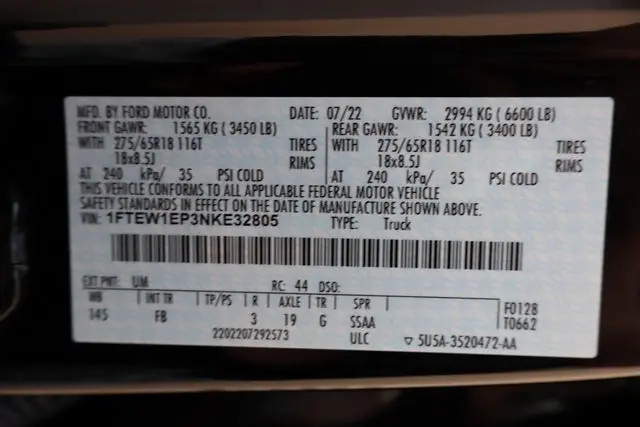 MFD. BY FORD MOTOR CO. DATE: 07/22 GVWR: 2994 KG ( 6600 LB)
FRONT GAWR: 1565 KG ( 3450 LB) REAR GAWR: 1542 KG ( 3400 LB)
WITH 275/65R18 116T TIRES WITH 275/65R18 116T TIRES
18x8.5J RIMS 18x8.5J RIMS
AT 240 kPa/ 35 PSI COLD AT 240 kPa/ 35 PSI COLD
THIS VEHICLE CONFORMS TO ALL APPLICABLE FEDERAL MOTOR VEHICLE
SAFETY STANDARDS IN EFFECT ON THE DATE OF MANUFACTURE SHOWN ABOVE.
VIN: 1FTEW1EP3NKE32805 TYPE: Truck
EXT PNT: UM RC: 44 DSO:
WB INT TR TP/PS R AXLE TR SPR F0128
145 FB 3 19 G SSAA T0662
2202207292573 ULC ▽ 5U5A-3520472-AA